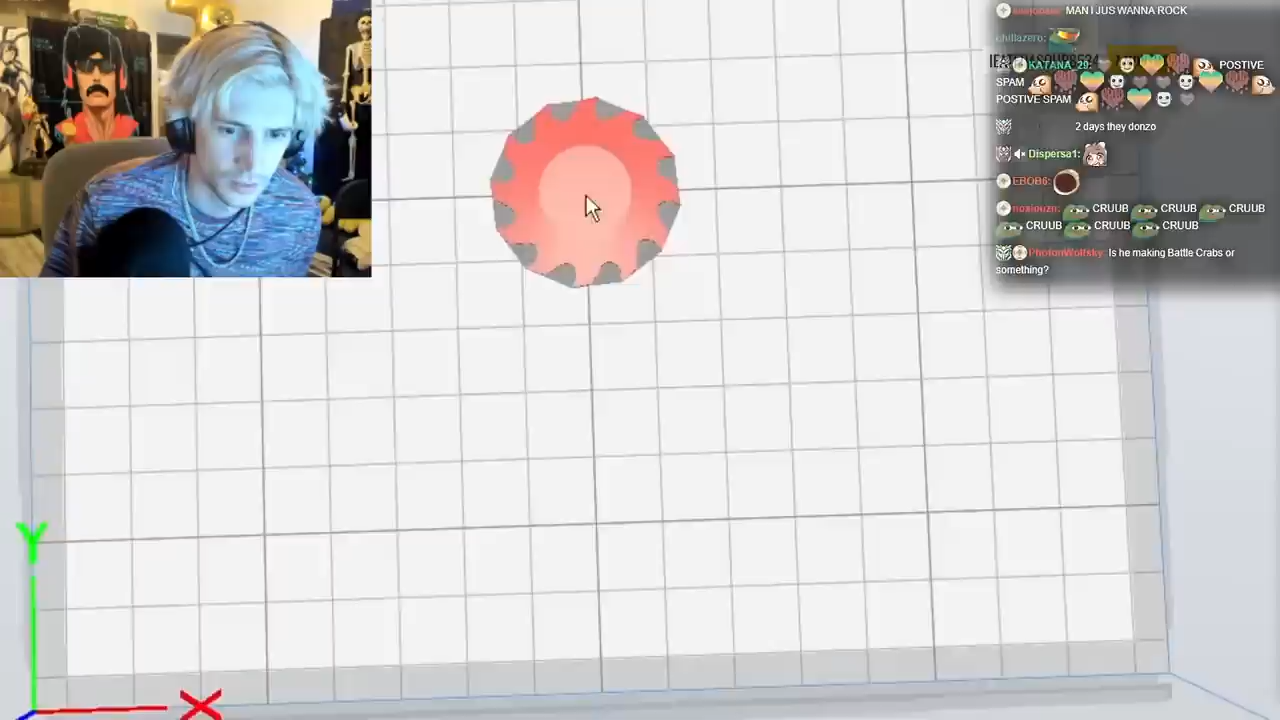 MAN I JUS WANNA ROCK
chillazero:
KATANA_29: POSTIVE
SPAM
POSTIVE SPAM
2 days they donzo
Dispersa1:
EBOB6:
CRUUB CRUUB CRUUB
CRUUB CRUUB CRUUB
PhotonWolfsky: Is he making Battle Crabs or
something?
Y
X